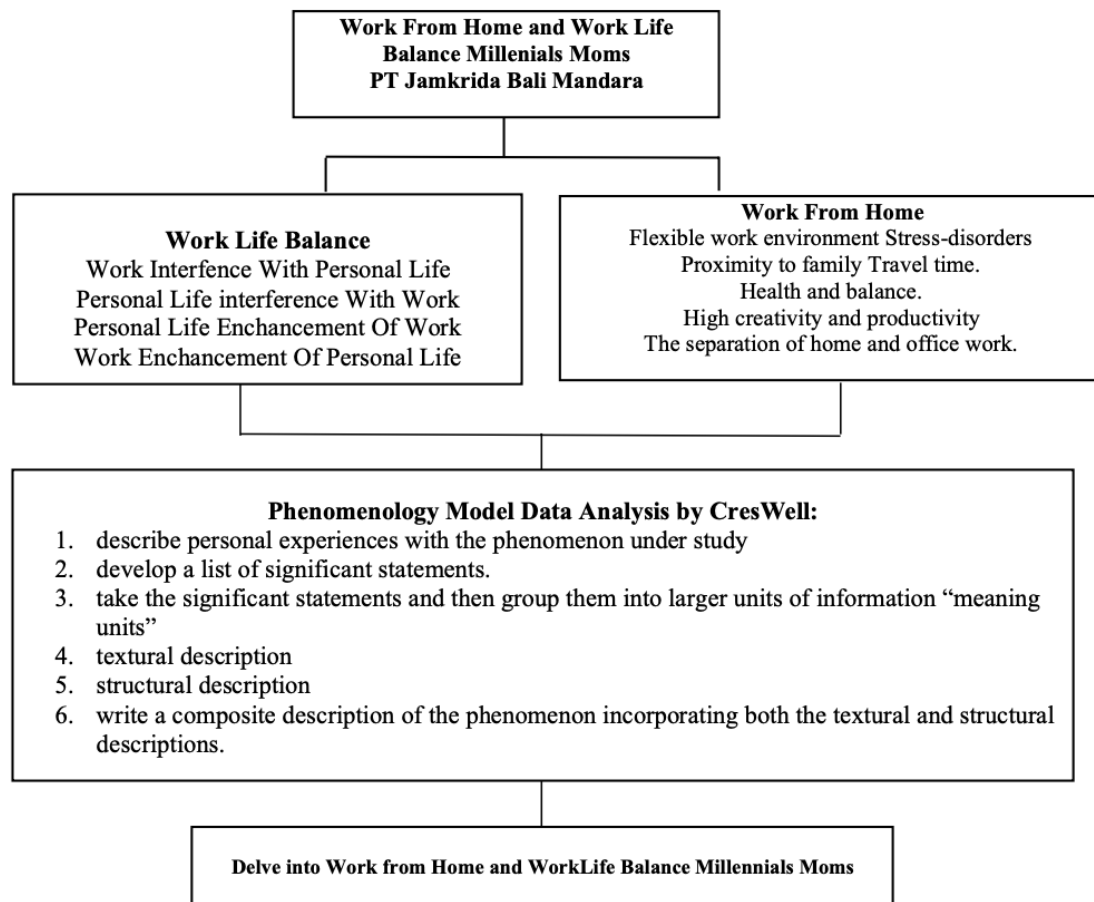 Work From Home and Work Life
Balance Millenials Moms
PT Jamkrida Bali Mandara
Work Life Balance
Work Interfence With Personal Life
Personal Life interference With Work
Personal Life Enchancement Of Work
Work Enchancement Of Personal Life
Work From Home
Flexible work environment Stress-disorders
Proximity to family Travel time.
Health and balance.
High creativity and productivity
The separation of home and office work.
Phenomenology Model Data Analysis by CresWell:
1. describe personal experiences with the phenomenon under study
2. develop a list of significant statements.
3. take the significant statements and then group them into larger units of information “meaning
units”
4. textural description
5. structural description
6. write a composite description of the phenomenon incorporating both the textural and structural
descriptions.
Delve into Work from Home and WorkLife Balance Millennials Moms